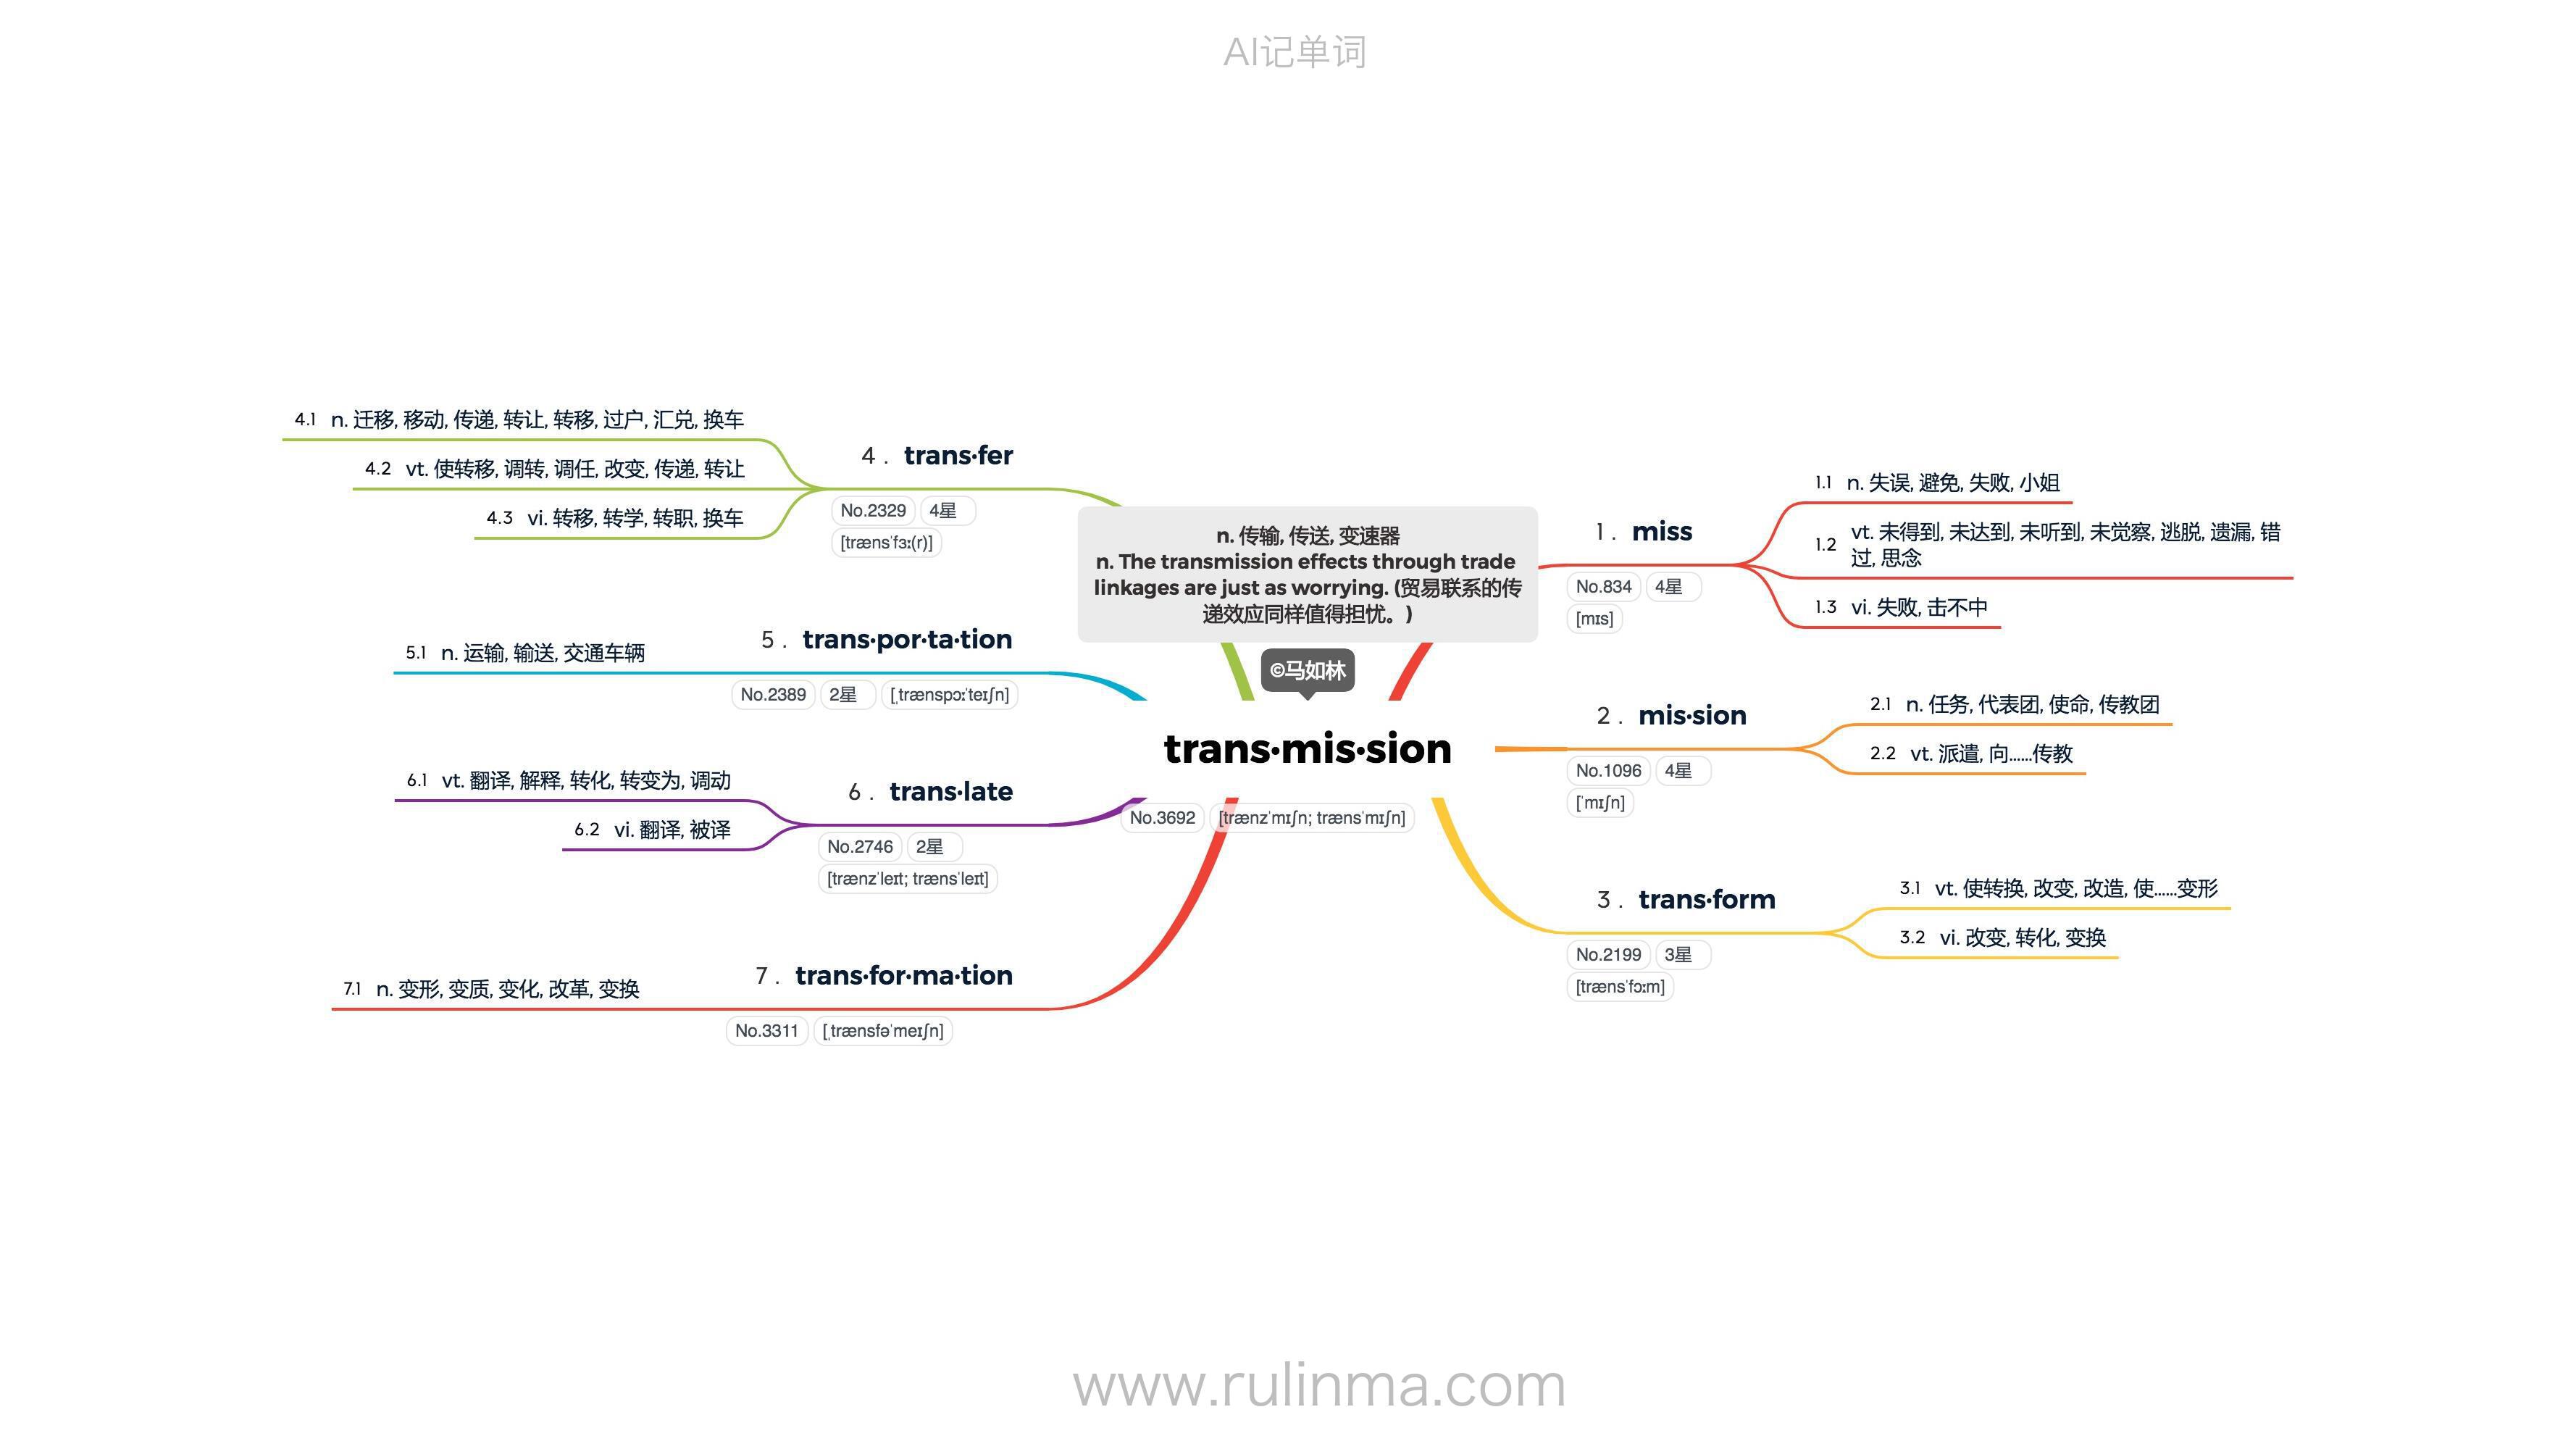 AI记单词
n. 传输, 传送, 变速器
n. The transmission effects through trade
linkages are just as worrying. (贸易联系的传
递效应同样值得担忧。)
©马如林
trans·mis·sion
No.3692 [trænzˈmɪʃn; trænsˈmɪʃn]
1. miss
No.834 4星
[mɪs]
1.1 n. 失误, 避免, 失败, 小姐
1.2 vt. 未得到, 未达到, 未听到, 未觉察, 逃脱, 遗漏, 错
过, 思念
1.3 vi. 失败, 击不中
2. mis·sion
No.1096 4星
[ˈmɪʃn]
2.1 n. 任务, 代表团, 使命, 传教团
2.2 vt. 派遣, 向……传教
3. trans·form
No.2199 3星
[trænsˈfɔːm]
3.1 vt. 使转换, 改变, 改造, 使……变形
3.2 vi. 改变, 转化, 变换
4. trans·fer
No.2329 4星
[trænsˈfɜː(r)]
4.1 n. 迁移, 移动, 传递, 转让, 转移, 过户, 汇兑, 换车
4.2 vt. 使转移, 调转, 调任, 改变, 传递, 转让
4.3 vi. 转移, 转学, 转职, 换车
5. trans·por·ta·tion
No.2389 2星 [ˌtrænspɔːˈteɪʃn]
5.1 n. 运输, 输送, 交通车辆
6. trans·late
No.2746 2星
[trænzˈleɪt; trænsˈleɪt]
6.1 vt. 翻译, 解释, 转化, 转变为, 调动
6.2 vi. 翻译, 被译
7. trans·for·ma·tion
No.3311 [ˌtrænsfəˈmeɪʃn]
7.1 n. 变形, 变质, 变化, 改革, 变换
www.rulinma.com